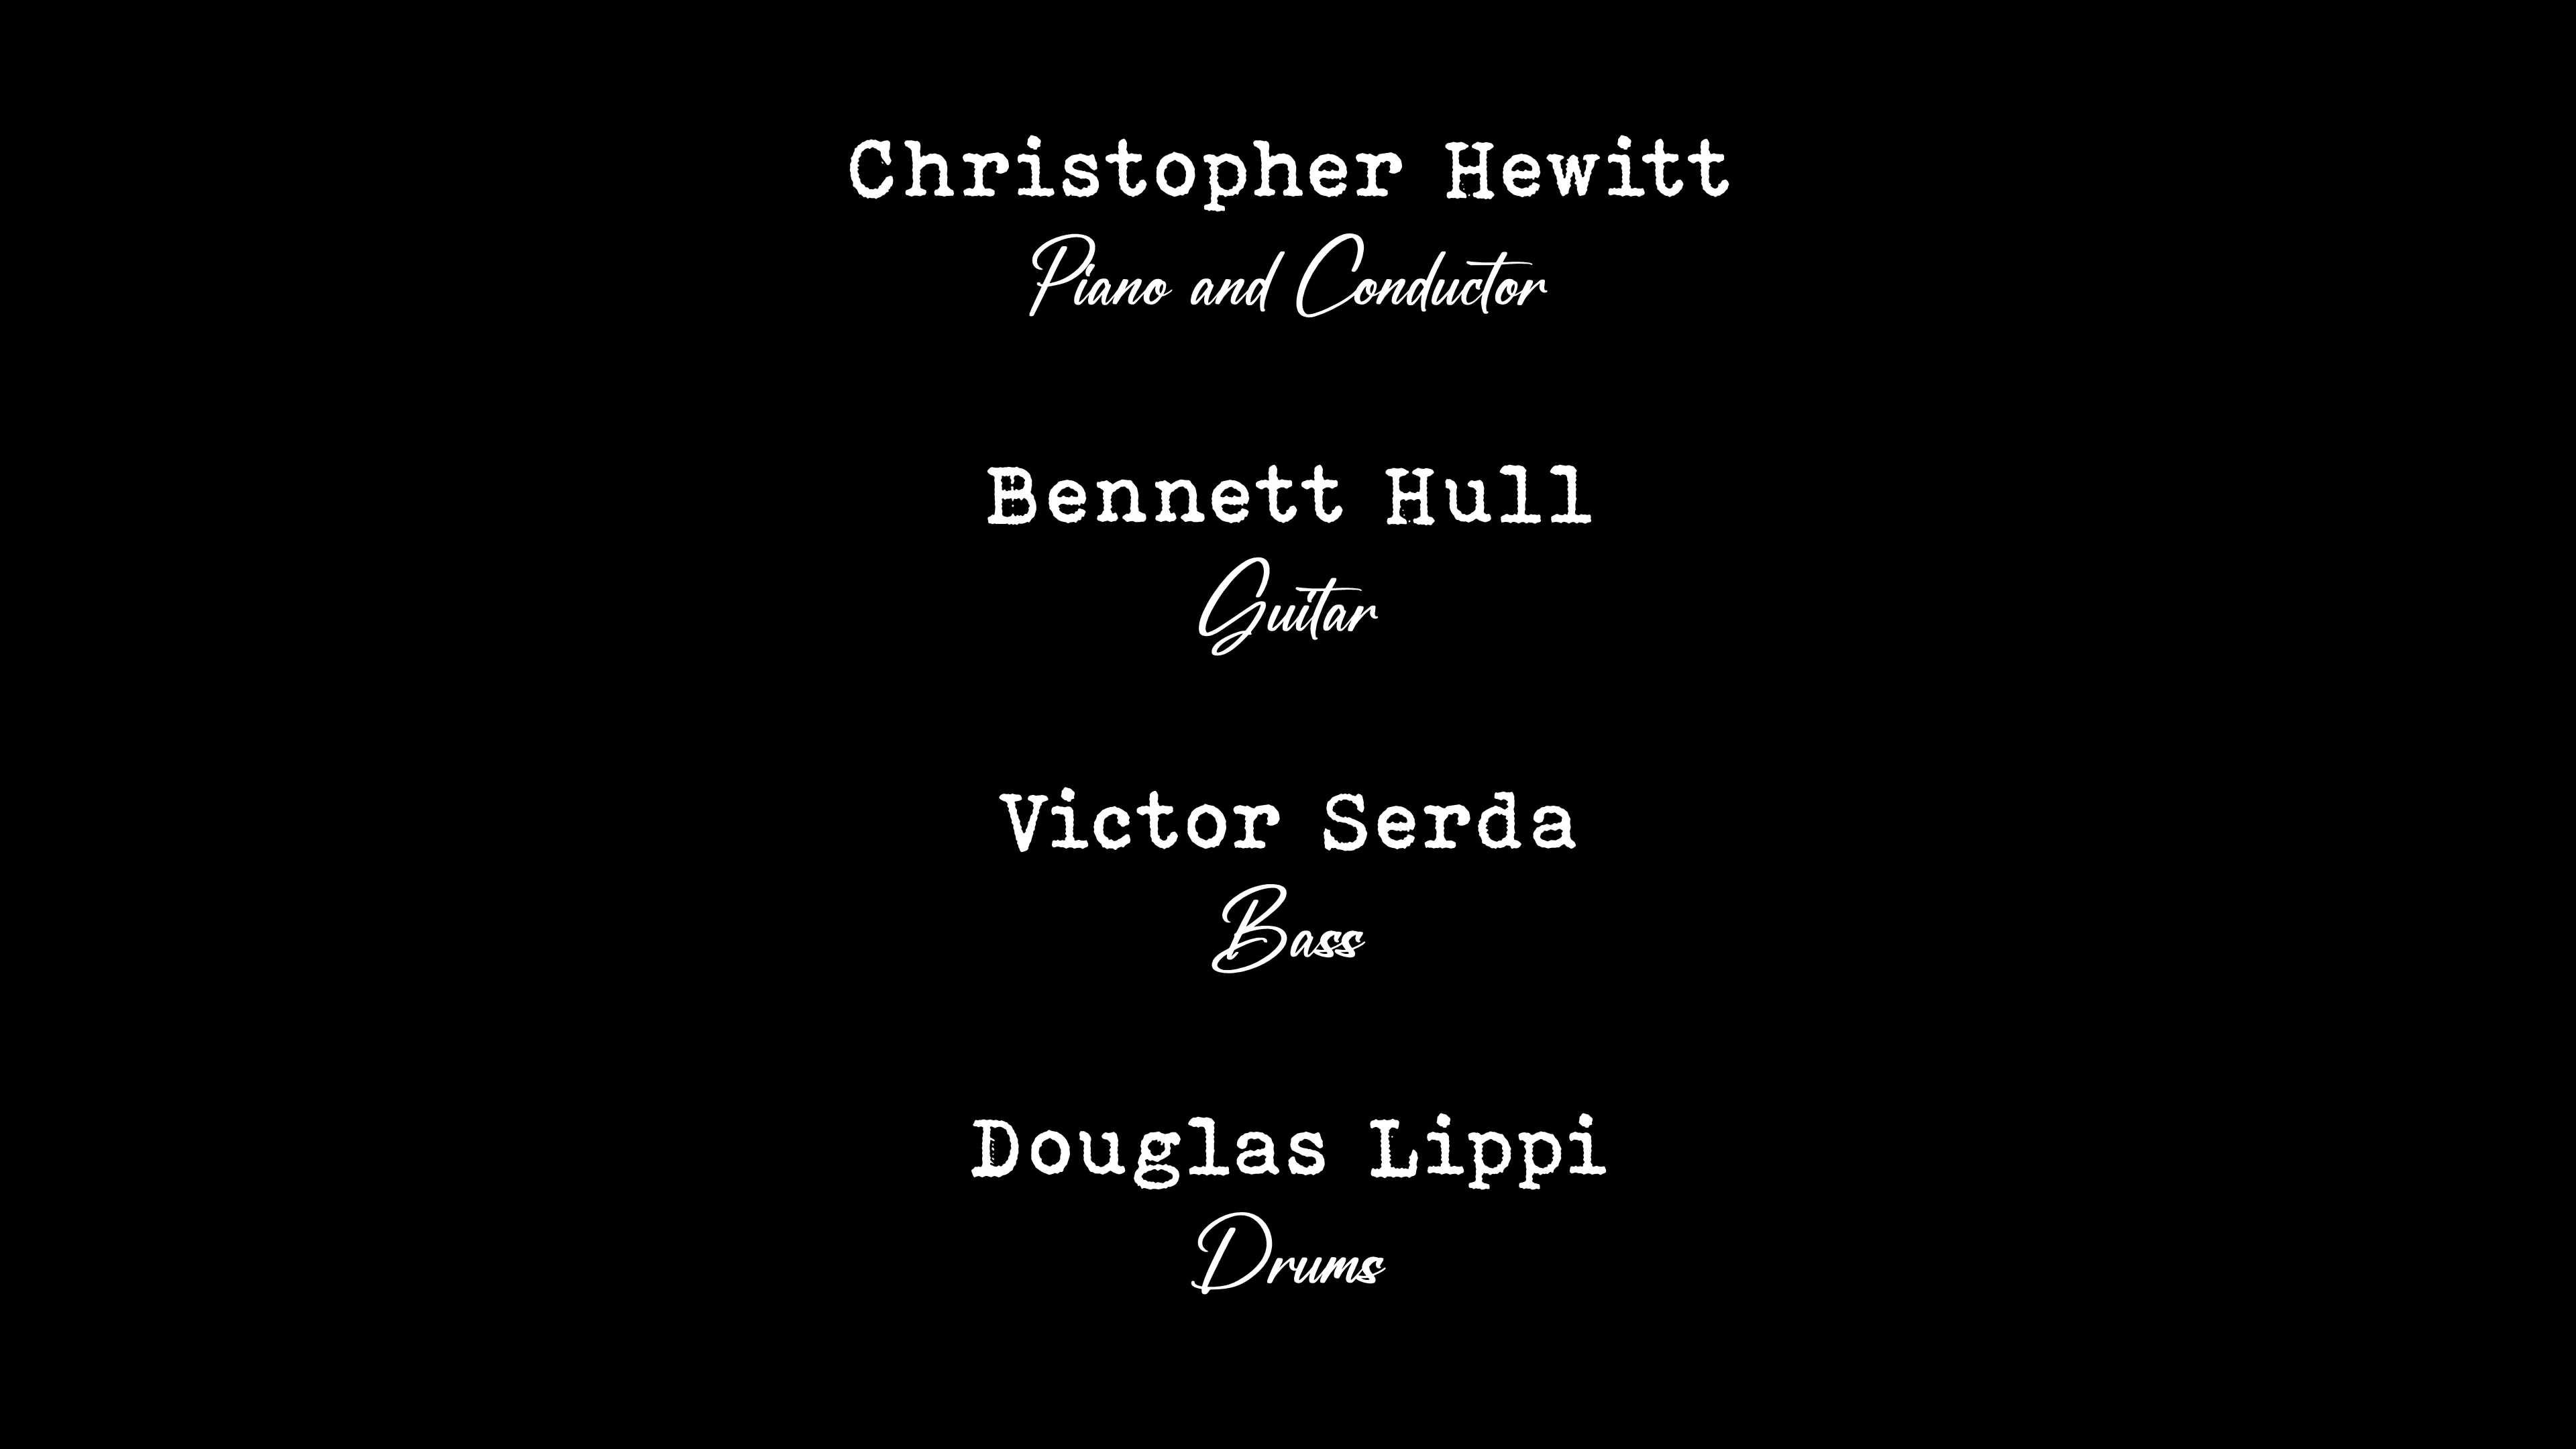 Christopher Hewitt
Piano and Conductor
Bennett Hull
Guitar
Victor Serda
Bass
Douglas Lippi
Drums